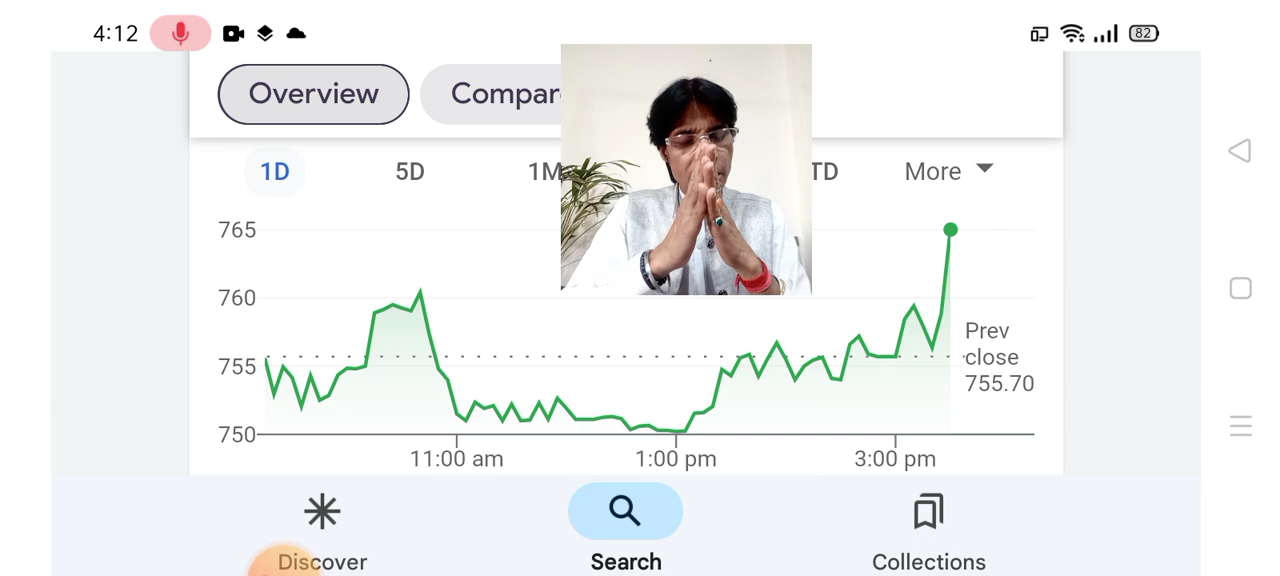 4:12
82
Overview
Compar
1D 5D 1M TD More
765
760
755
750
Prev
close
755.70
11:00 am 1:00 pm 3:00 pm
Discover Search Collections